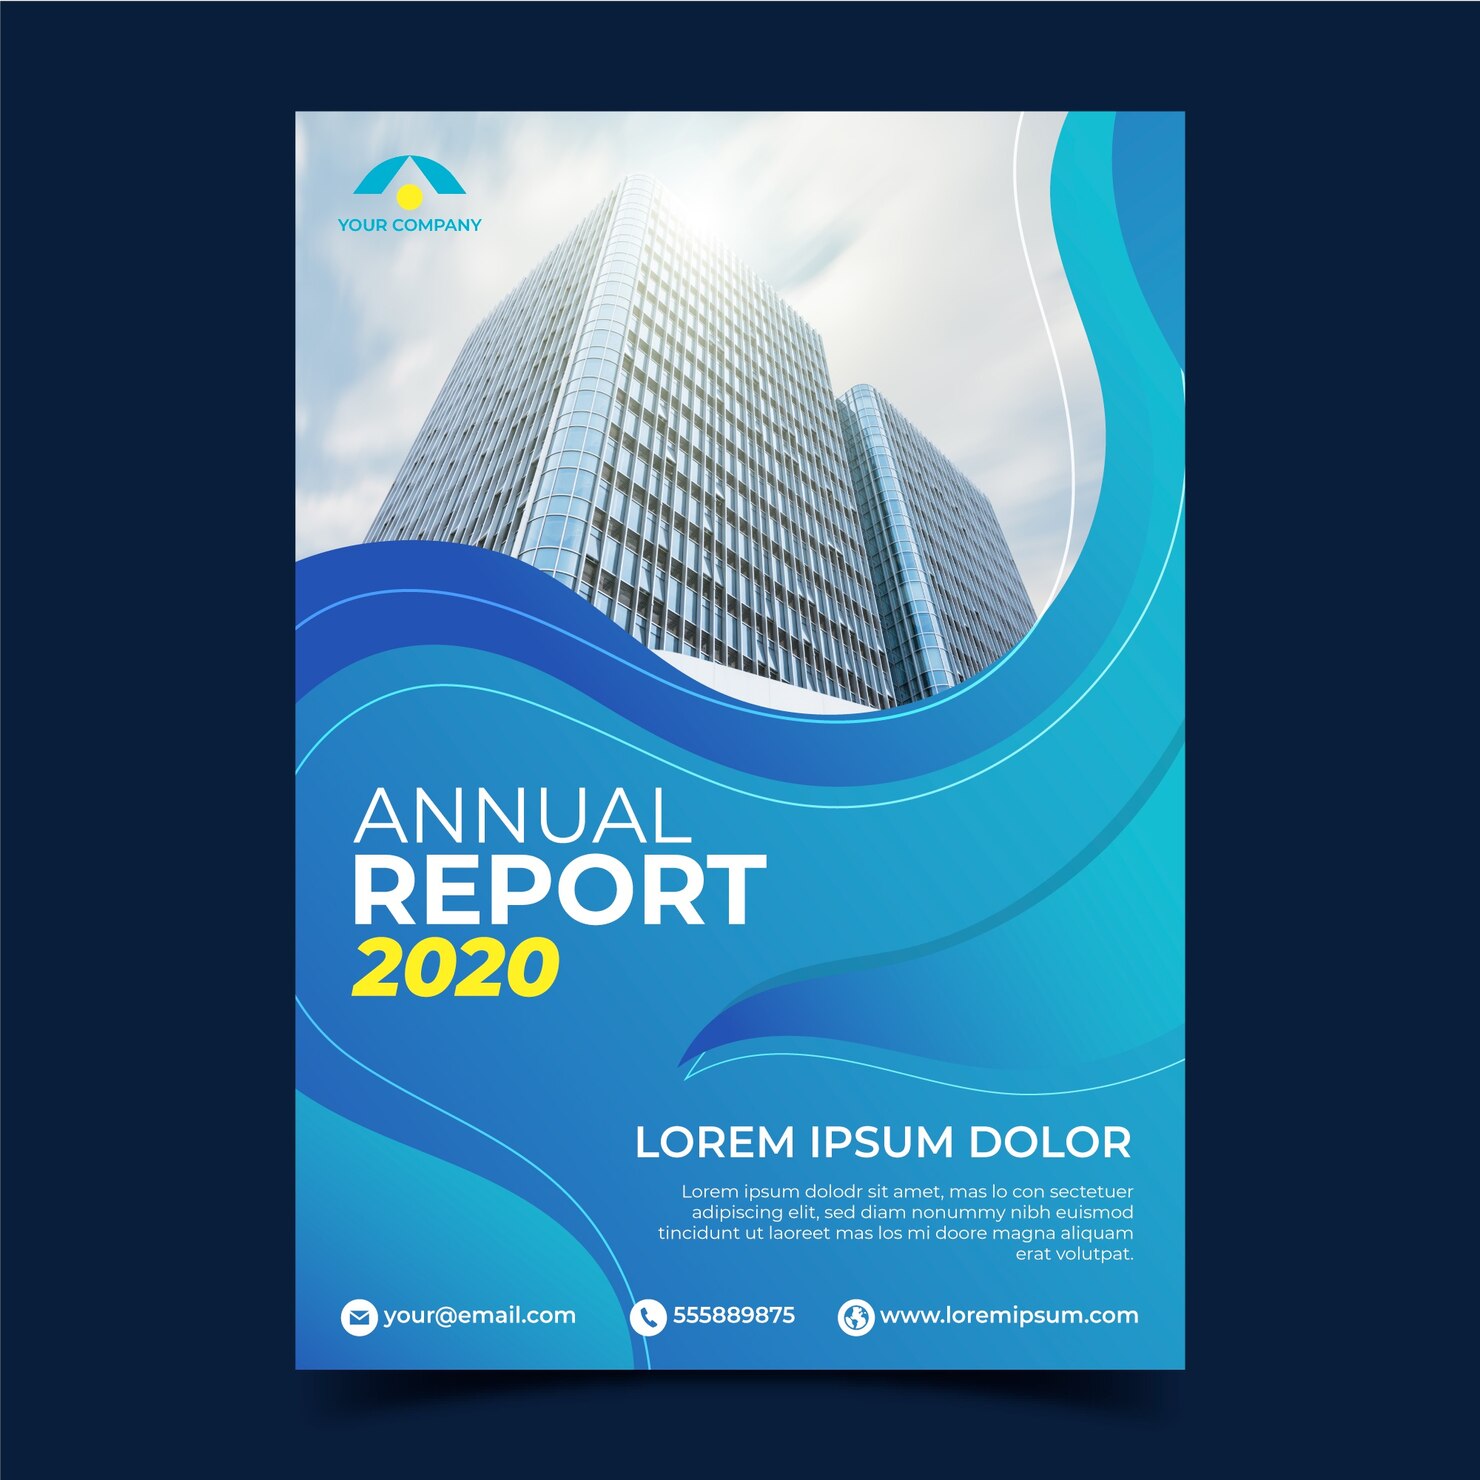 YOUR COMPANY
ANNUAL
REPORT
2020
LOREM IPSUM DOLOR
Lorem ipsum dolodr sit amet, mas lo con sectetuer
adipiscing elit, sed diam nonummy nibh euismod
tincidunt ut laoreet mas los mi doore magna aliquam
erat volutpat.
your@email.com
555889875
www.loremipsum.com